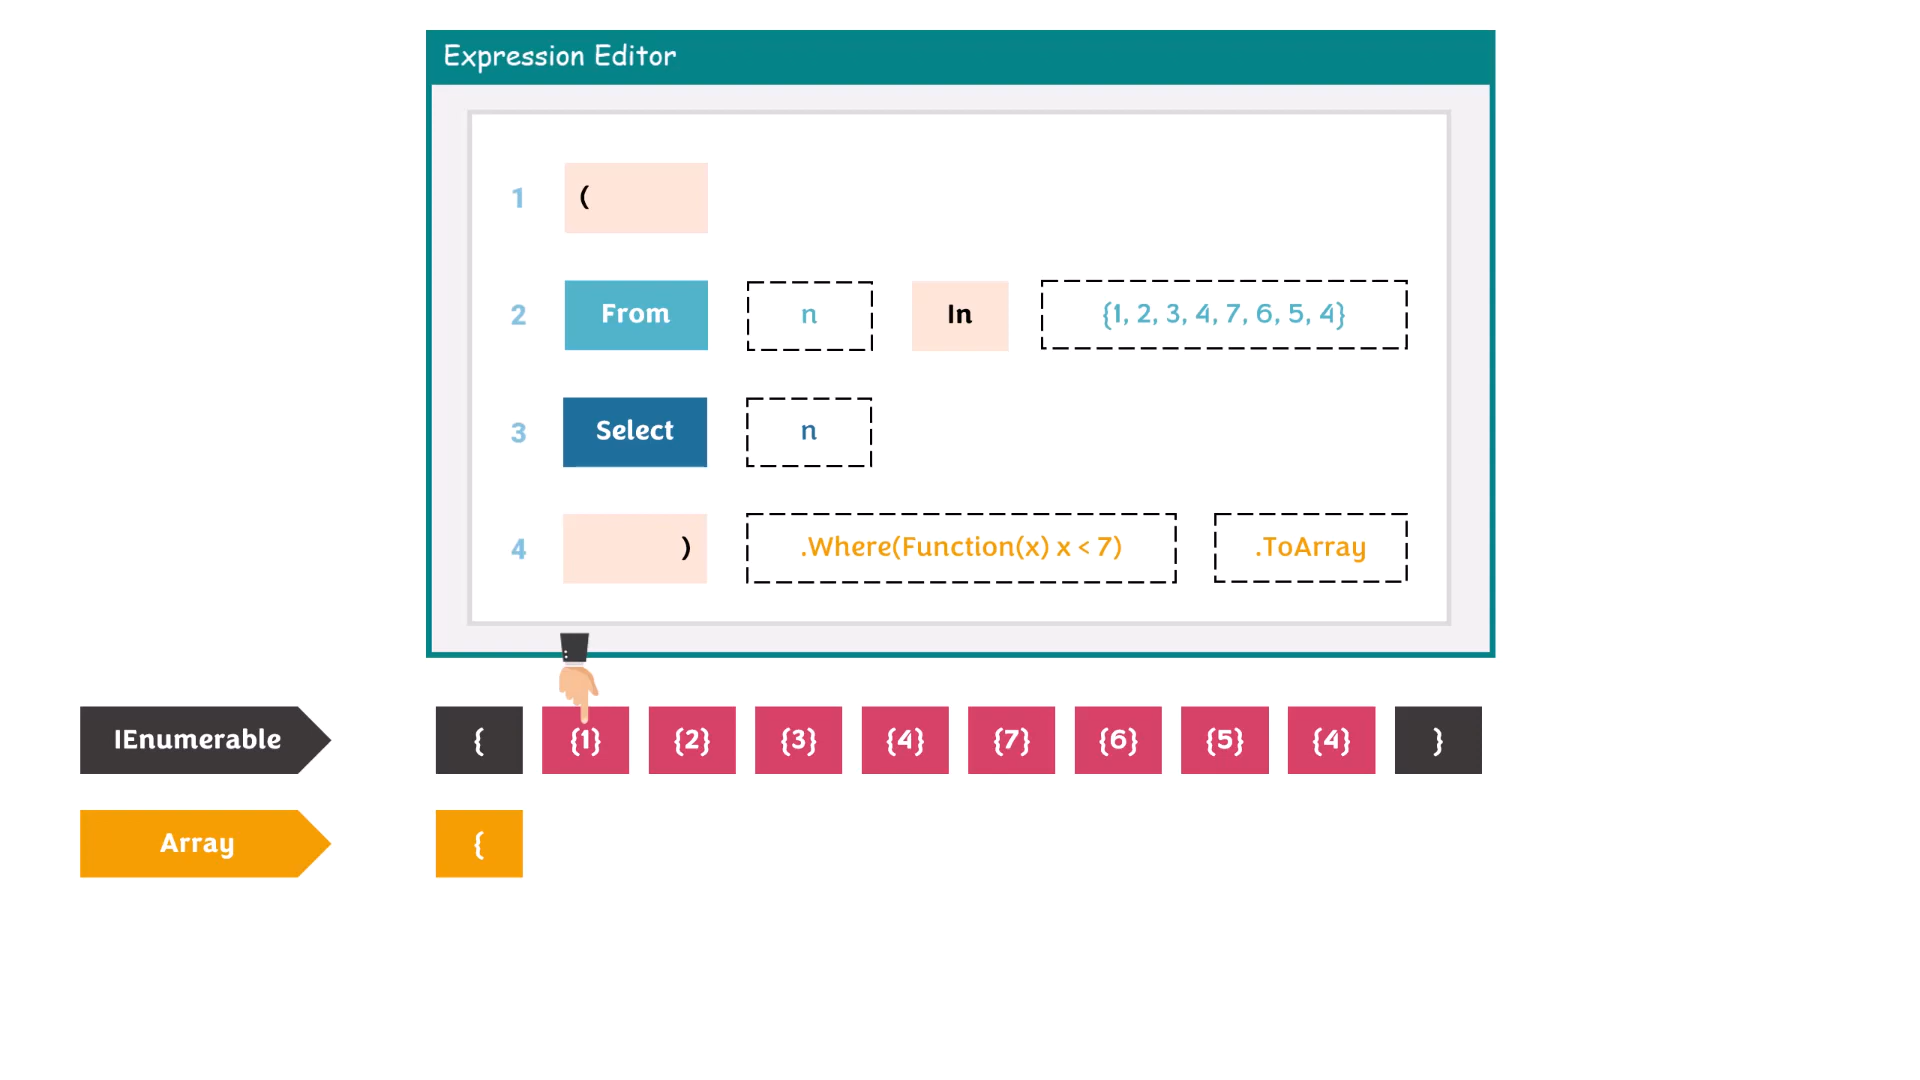 Expression Editor
1 (
2 From n In {1, 2, 3, 4, 7, 6, 5, 4}
3 Select n
4 ) .Where(Function(x) x < 7) .ToArray
IEnumerable { {1} {2} {3} {4} {7} {6} {5} {4} }
Array {